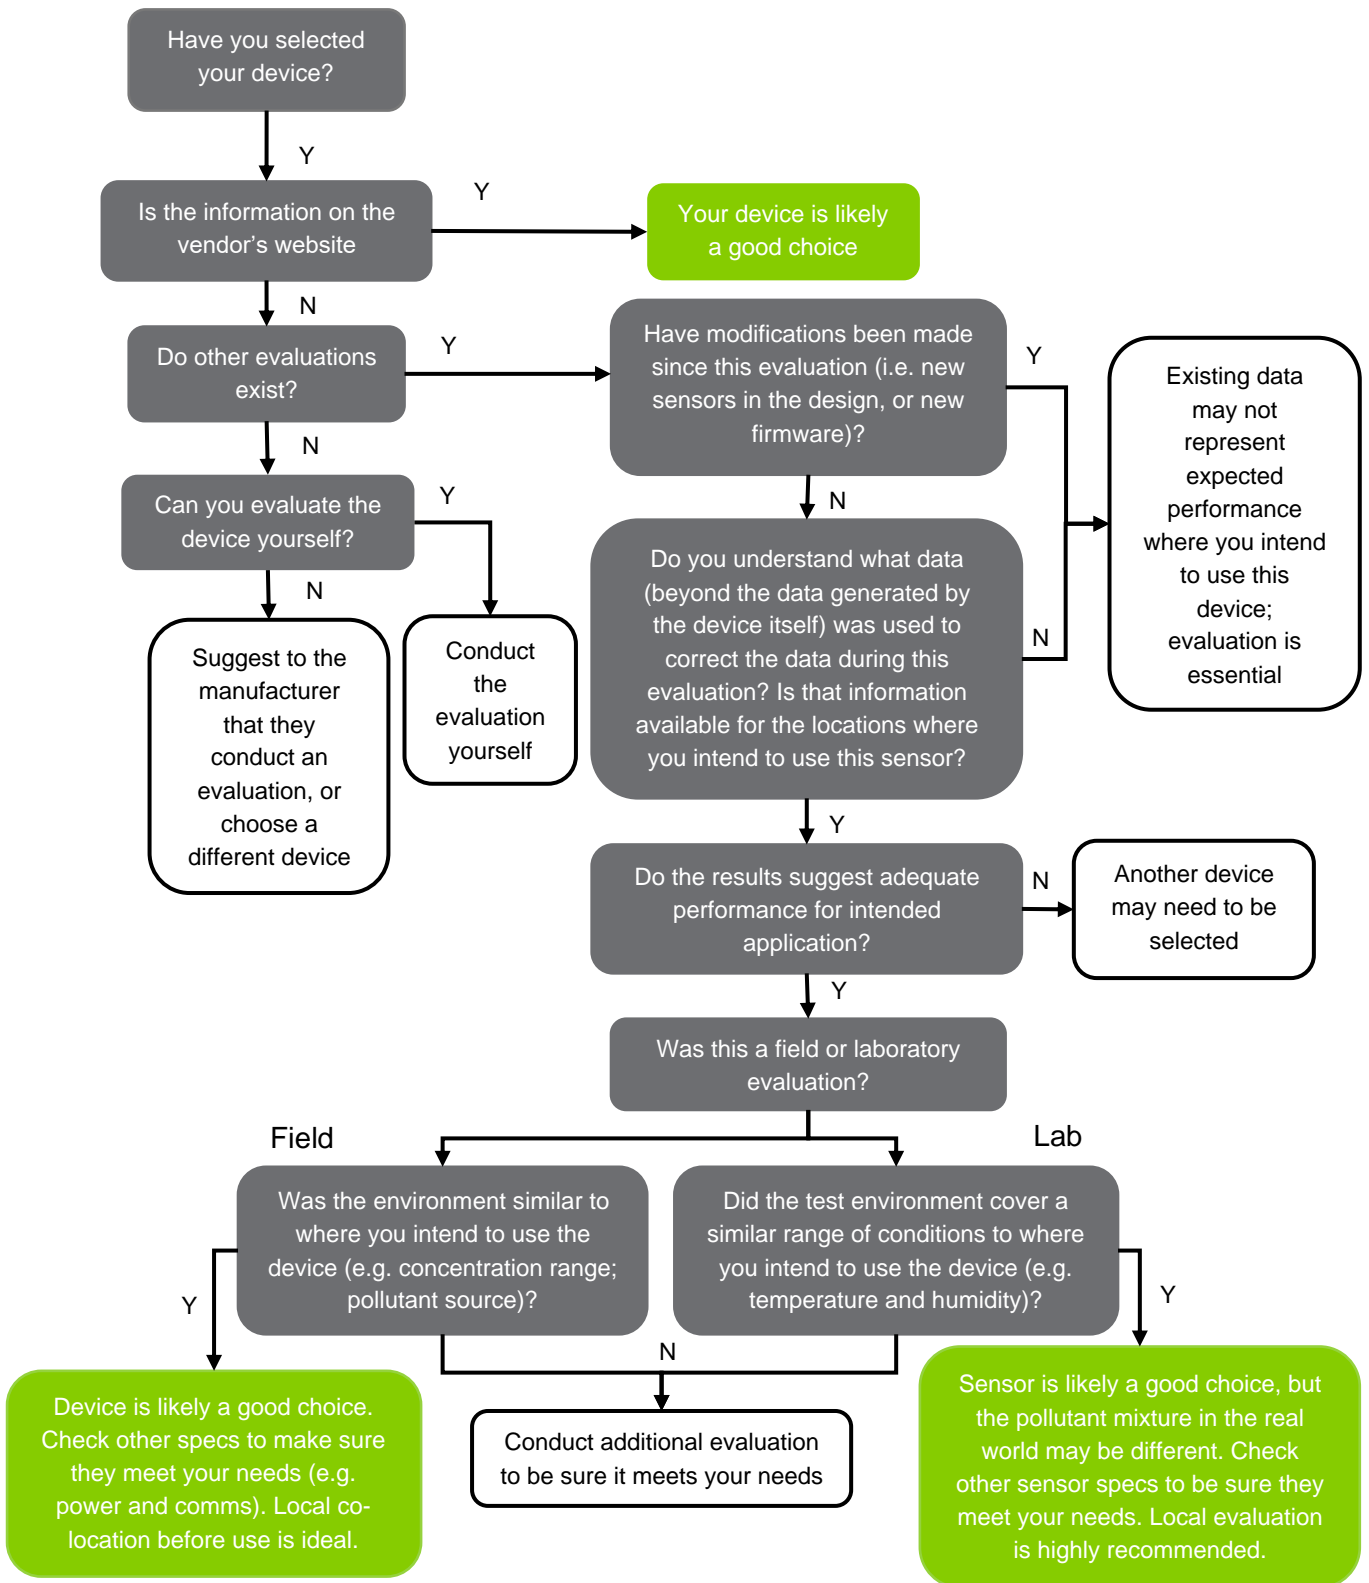 Have you selected
your device?
Y
Is the information on the
vendor's website
Y
Your device is likely
a good choice
N
Do other evaluations
exist?
Y
Have modifications been made
since this evaluation (i.e. new
sensors in the design, or new
firmware)?
Y
Existing data
may not
represent
expected
performance
where you intend
to use this
device;
evaluation is
essential
N
Can you evaluate the
device yourself?
Y
N
Do you understand what data
(beyond the data generated by
the device itself) was used to
correct the data during this
evaluation? Is that information
available for the locations where
you intend to use this sensor?
N
N
Suggest to the
manufacturer
that they
conduct an
evaluation, or
choose a
different device
Conduct
the
evaluation
yourself
Y
Do the results suggest adequate
performance for intended
application?
N
Another device
may need to be
selected
Y
Was this a field or laboratory
evaluation?
Field
Lab
Was the environment similar to
where you intend to use the
device (e.g. concentration range;
pollutant source)?
Did the test environment cover a
similar range of conditions to where
you intend to use the device (e.g.
temperature and humidity)?
Y
N
Y
Device is likely a good choice.
Check other specs to make sure
they meet your needs (e.g.
power and comms). Local co-
location before use is ideal.
Conduct additional evaluation
to be sure it meets your needs
Sensor is likely a good choice, but
the pollutant mixture in the real
world may be different. Check
other sensor specs to be sure they
meet your needs. Local evaluation
is highly recommended.